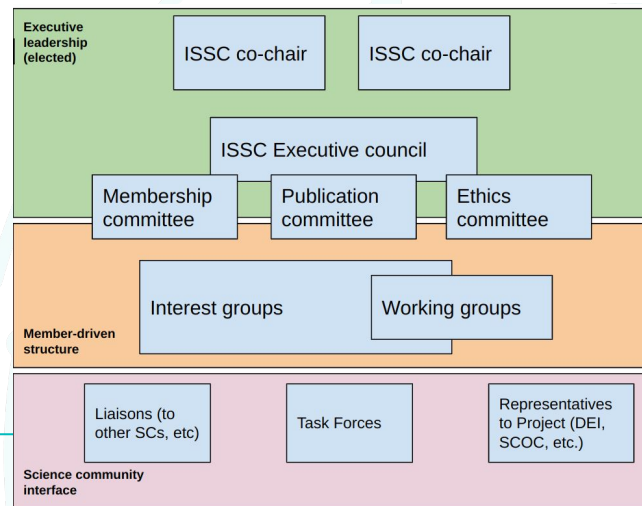 Executive
leadership
(elected)
ISSC co-chair
ISSC co-chair
ISSC Executive council
Membership
committee
Publication
committee
Ethics
committee
Interest groups
Working groups
Member-driven
structure
Liaisons (to
other SCs, etc)
Task Forces
Representatives
to Project (DEI,
SCOC, etc.)
Science community
interface